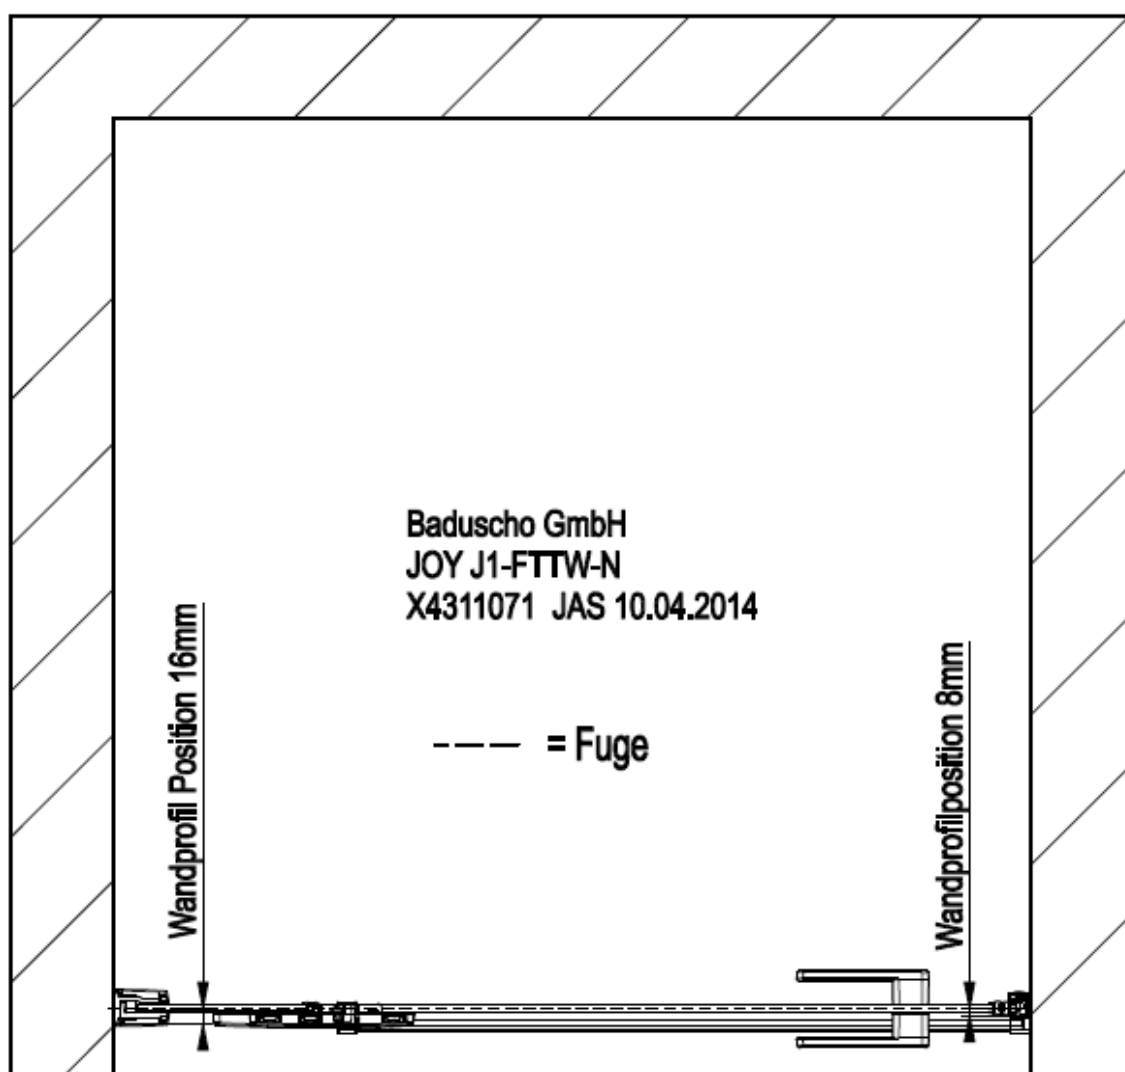 Baduscho GmbH
JOY J1-FTTW-N
X4311071 JAS 10.04.2014
Wandprofil Position 16mm
Wandprofilposition 8mm
= Fuge